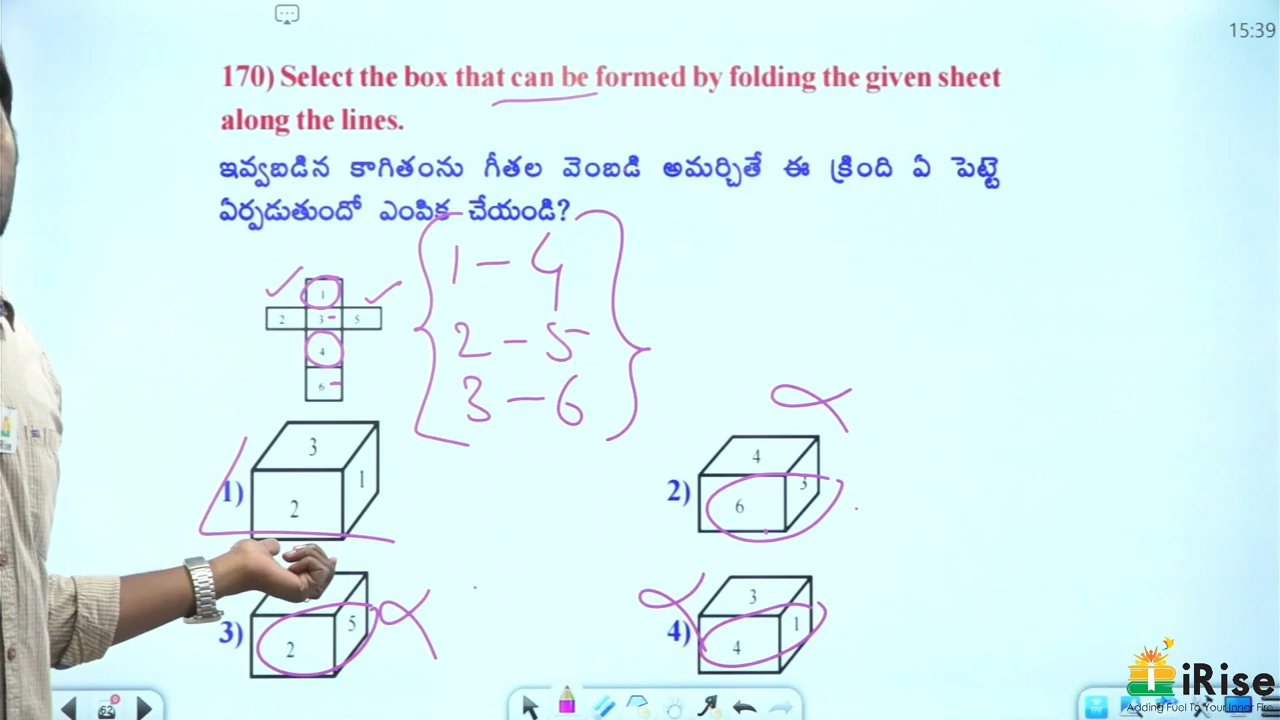 15:39
170) Select the box that can be formed by folding the given sheet
along the lines.
ఇవ్వబడిన కాగితంను గీతల వెంబడి అమర్చితే ఈ క్రింది ఏ పెట్టె
ఏర్పడుతుందో ఎంపిక చేయండి?
1
2 3 5
4
6
1 - 4
2 - 5
3 - 6
1) 3 1 2
2) 4 3 6
3) 5 2
4) 3 1 4
62
iRise
Adding Fuel To Your Inner Fire